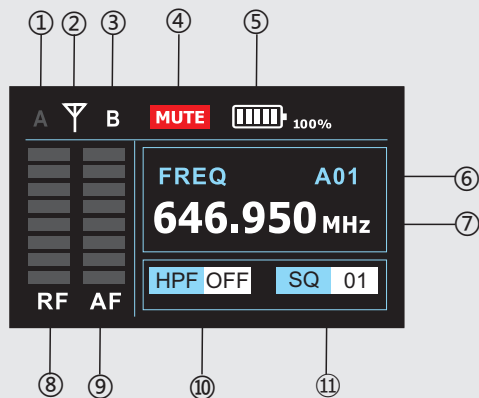 ① ② ③ ④ ⑤
A B MUTE 100%
FREQ A01 ⑥
646.950 MHz ⑦
HPF OFF SQ 01
RF AF
⑧ ⑨ ⑩ ⑪